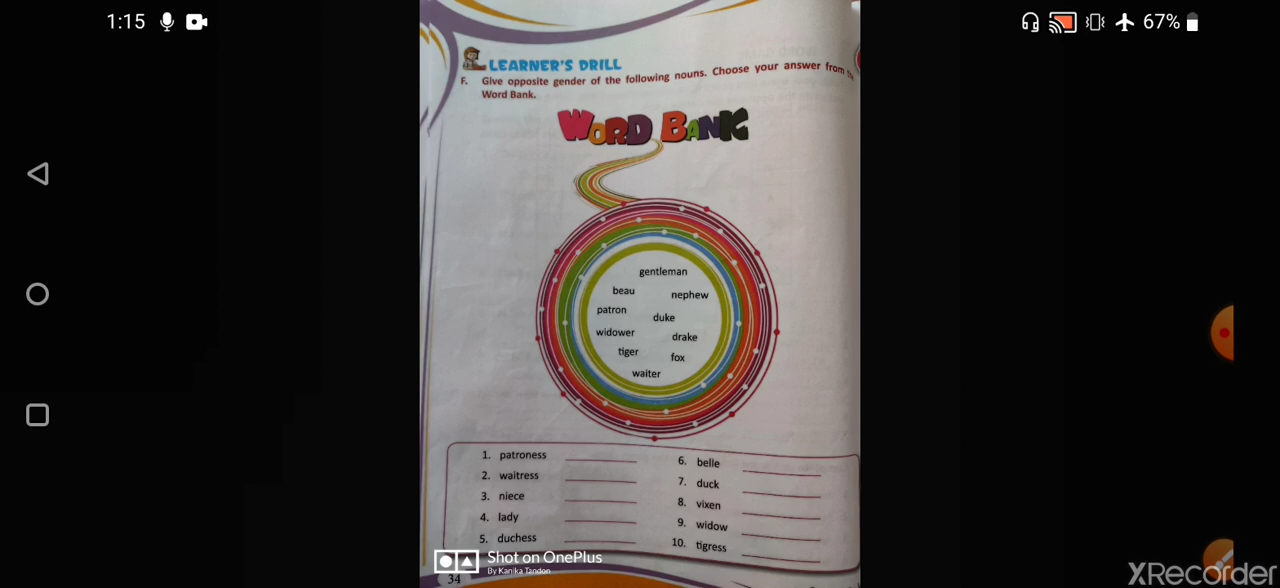 1:15
67%
LEARNER'S DRILL
F. Give opposite gender of the following nouns. Choose your answer from
Word Bank.
WORD BANK
gentleman
beau nephew
patron duke
widower drake
tiger fox
waiter
1. patroness
2. waitress
3. niece
4. lady
5. duchess
6. belle
7. duck
8. vixen
9. widow
10. tigress
Shot on OnePlus
By Kanika Tandon
34
XRecorder